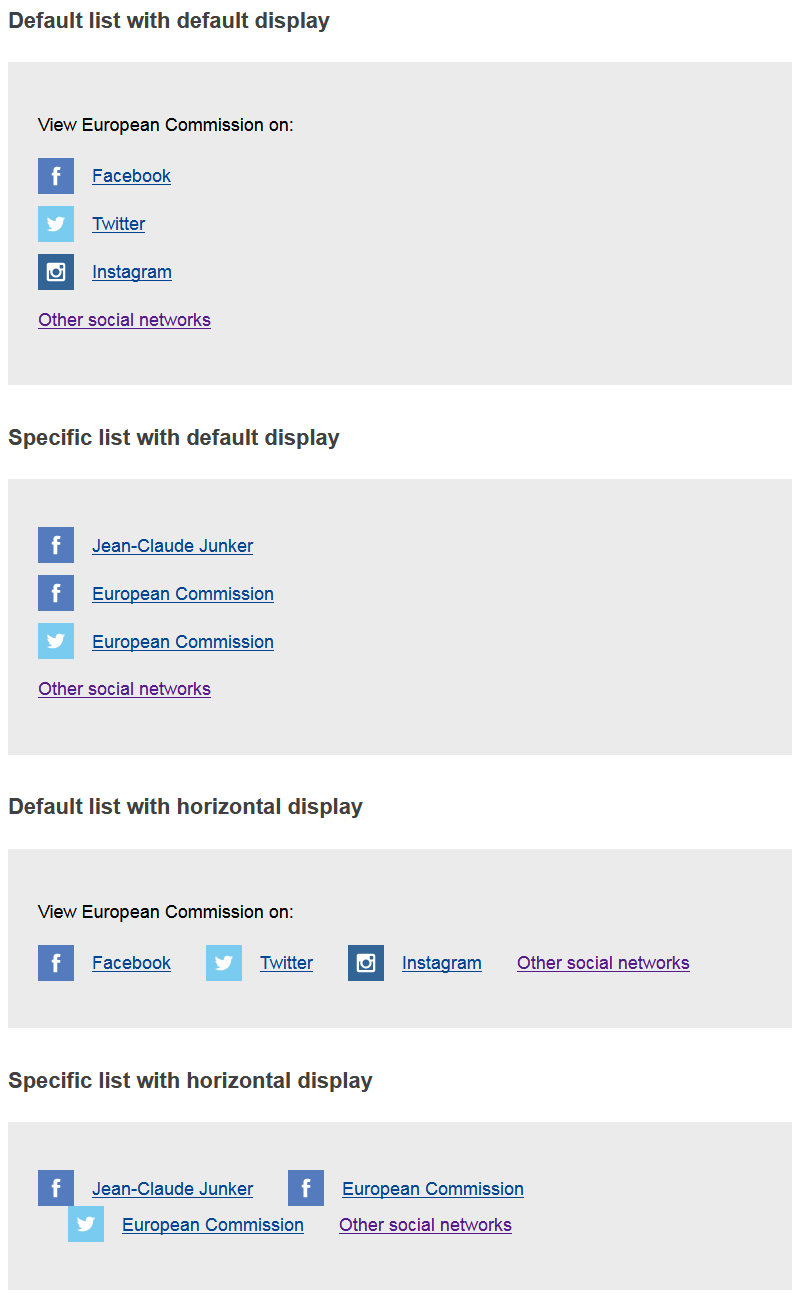 Default list with default display
View European Commission on:
Facebook
Twitter
Instagram
Other social networks
Specific list with default display
Jean-Claude Junker
European Commission
European Commission
Other social networks
Default list with horizontal display
View European Commission on:
Facebook Twitter Instagram Other social networks
Specific list with horizontal display
Jean-Claude Junker European Commission
European Commission Other social networks